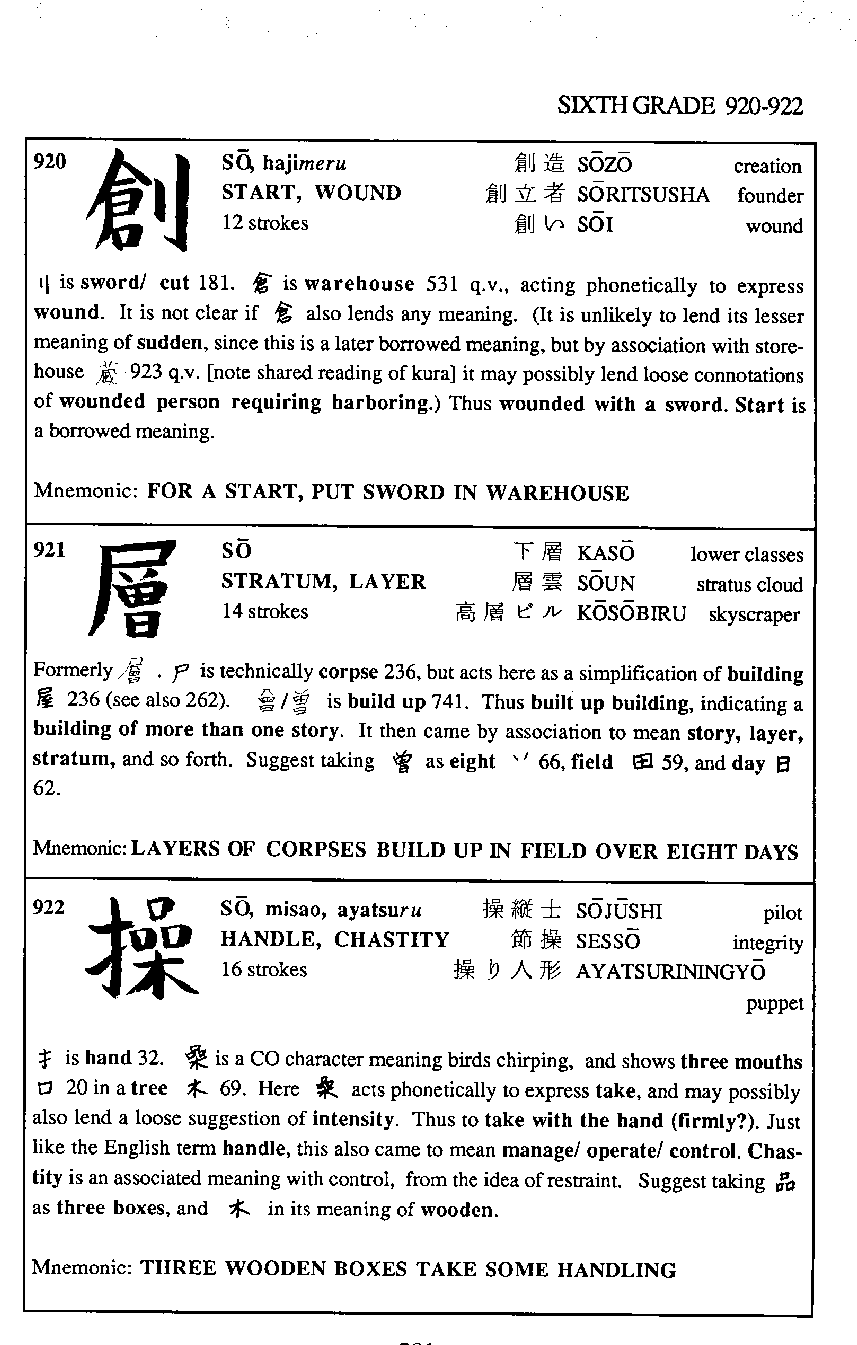 SIXTH GRADE 920-922
920 創 SŌ, hajimeru 創造 SŌZŌ creation
START, WOUND 創立者 SŌRITSUSHA founder
12 strokes 創い SŌI wound
刂 is sword/ cut 181. 倉 is warehouse 531 q.v., acting phonetically to express
wound. It is not clear if 倉 also lends any meaning. (It is unlikely to lend its lesser
meaning of sudden, since this is a later borrowed meaning, but by association with store-
house 蔵 923 q.v. [note shared reading of kura] it may possibly lend loose connotations
of wounded person requiring harboring.) Thus wounded with a sword. Start is
a borrowed meaning.
Mnemonic: FOR A START, PUT SWORD IN WAREHOUSE
921 層 SŌ 下層 KASŌ lower classes
STRATUM, LAYER 層雲 SŌUN stratus cloud
14 strokes 高層ビル KŌSŌBIRU skyscraper
Formerly 層 . 尸 is technically corpse 236, but acts here as a simplification of building
屋 236 (see also 262). 曾/曽 is build up 741. Thus built up building, indicating a
building of more than one story. It then came by association to mean story, layer,
stratum, and so forth. Suggest taking 曽 as eight ソ 66, field 田 59, and day 日
62.
Mnemonic: LAYERS OF CORPSES BUILD UP IN FIELD OVER EIGHT DAYS
922 操 SŌ, misao, ayatsuru 操縦士 SŌJŪSHI pilot
HANDLE, CHASTITY 節操 SESSŌ integrity
16 strokes 操り人形 AYATSURININGYŌ
puppet
扌 is hand 32. 喿 is a CO character meaning birds chirping, and shows three mouths
口 20 in a tree 木 69. Here 喿 acts phonetically to express take, and may possibly
also lend a loose suggestion of intensity. Thus to take with the hand (firmly?). Just
like the English term handle, this also came to mean manage/ operate/ control. Chas-
tity is an associated meaning with control, from the idea of restraint. Suggest taking 品
as three boxes, and 木 in its meaning of wooden.
Mnemonic: THREE WOODEN BOXES TAKE SOME HANDLING